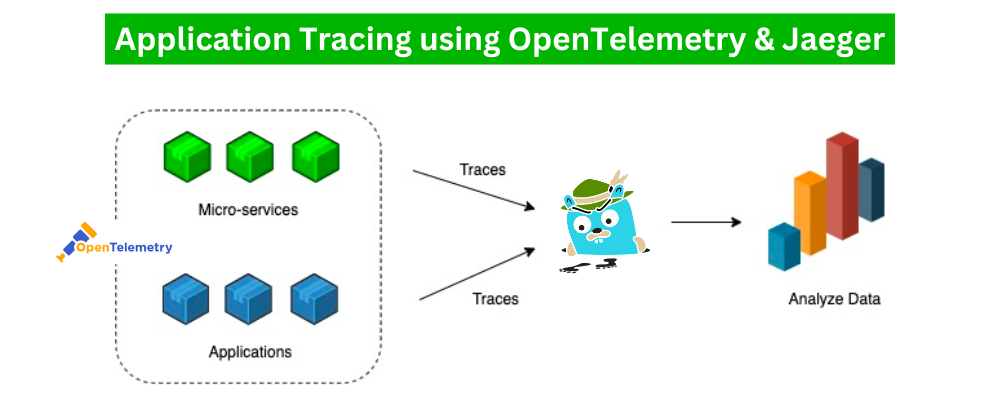 Application Tracing using OpenTelemetry & Jaeger
Micro-services
Traces
OpenTelemetry
Traces
Analyze Data
Applications